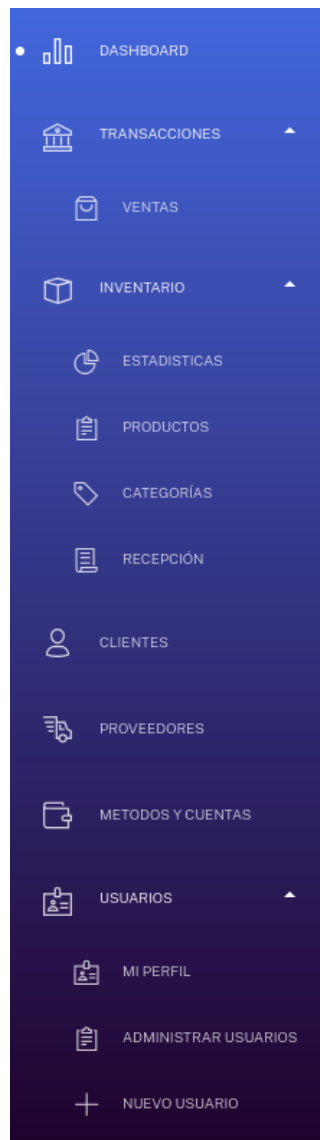 DASHBOARD
TRANSACCIONES
VENTAS
INVENTARIO
ESTADISTICAS
PRODUCTOS
CATEGORÍAS
RECEPCIÓN
CLIENTES
PROVEEDORES
METODOS Y CUENTAS
USUARIOS
MI PERFIL
ADMINISTRAR USUARIOS
NUEVO USUARIO